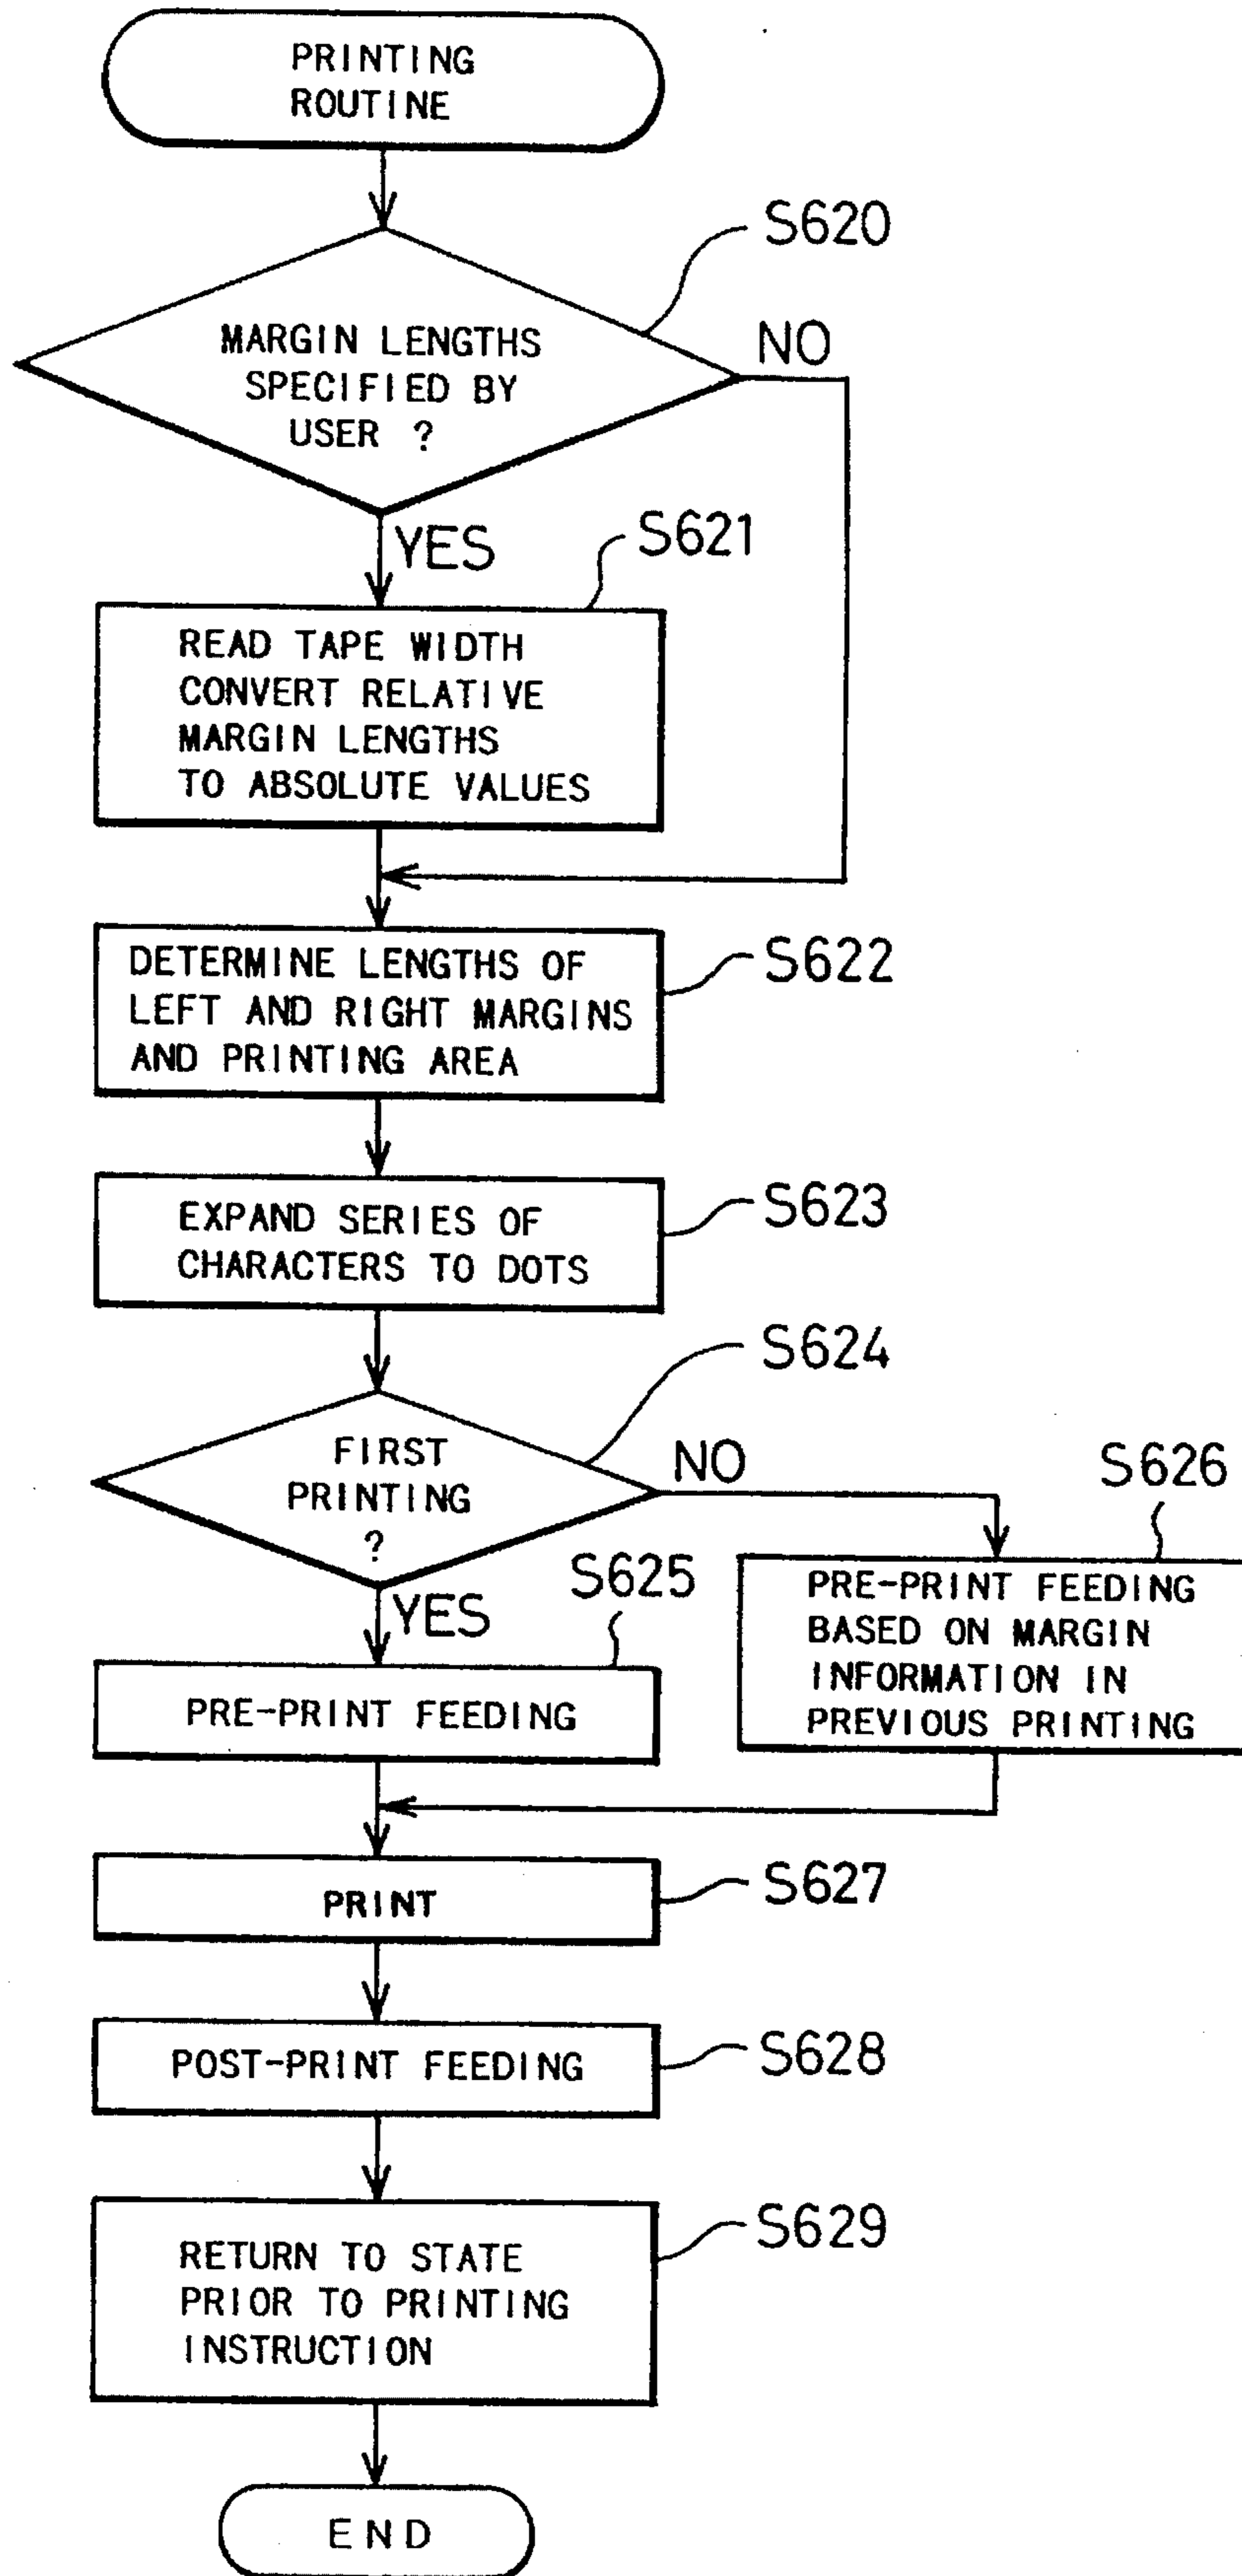 PRINTING
ROUTINE
S620
MARGIN LENGTHS
SPECIFIED BY
USER ?
NO
YES
S621
READ TAPE WIDTH
CONVERT RELATIVE
MARGIN LENGTHS
TO ABSOLUTE VALUES
DETERMINE LENGTHS OF
LEFT AND RIGHT MARGINS
AND PRINTING AREA
S622
EXPAND SERIES OF
CHARACTERS TO DOTS
S623
S624
FIRST
PRINTING
?
NO
YES
S625
S626
PRE-PRINT FEEDING
PRE-PRINT FEEDING
BASED ON MARGIN
INFORMATION IN
PREVIOUS PRINTING
PRINT
S627
POST-PRINT FEEDING
S628
RETURN TO STATE
PRIOR TO PRINTING
INSTRUCTION
S629
END